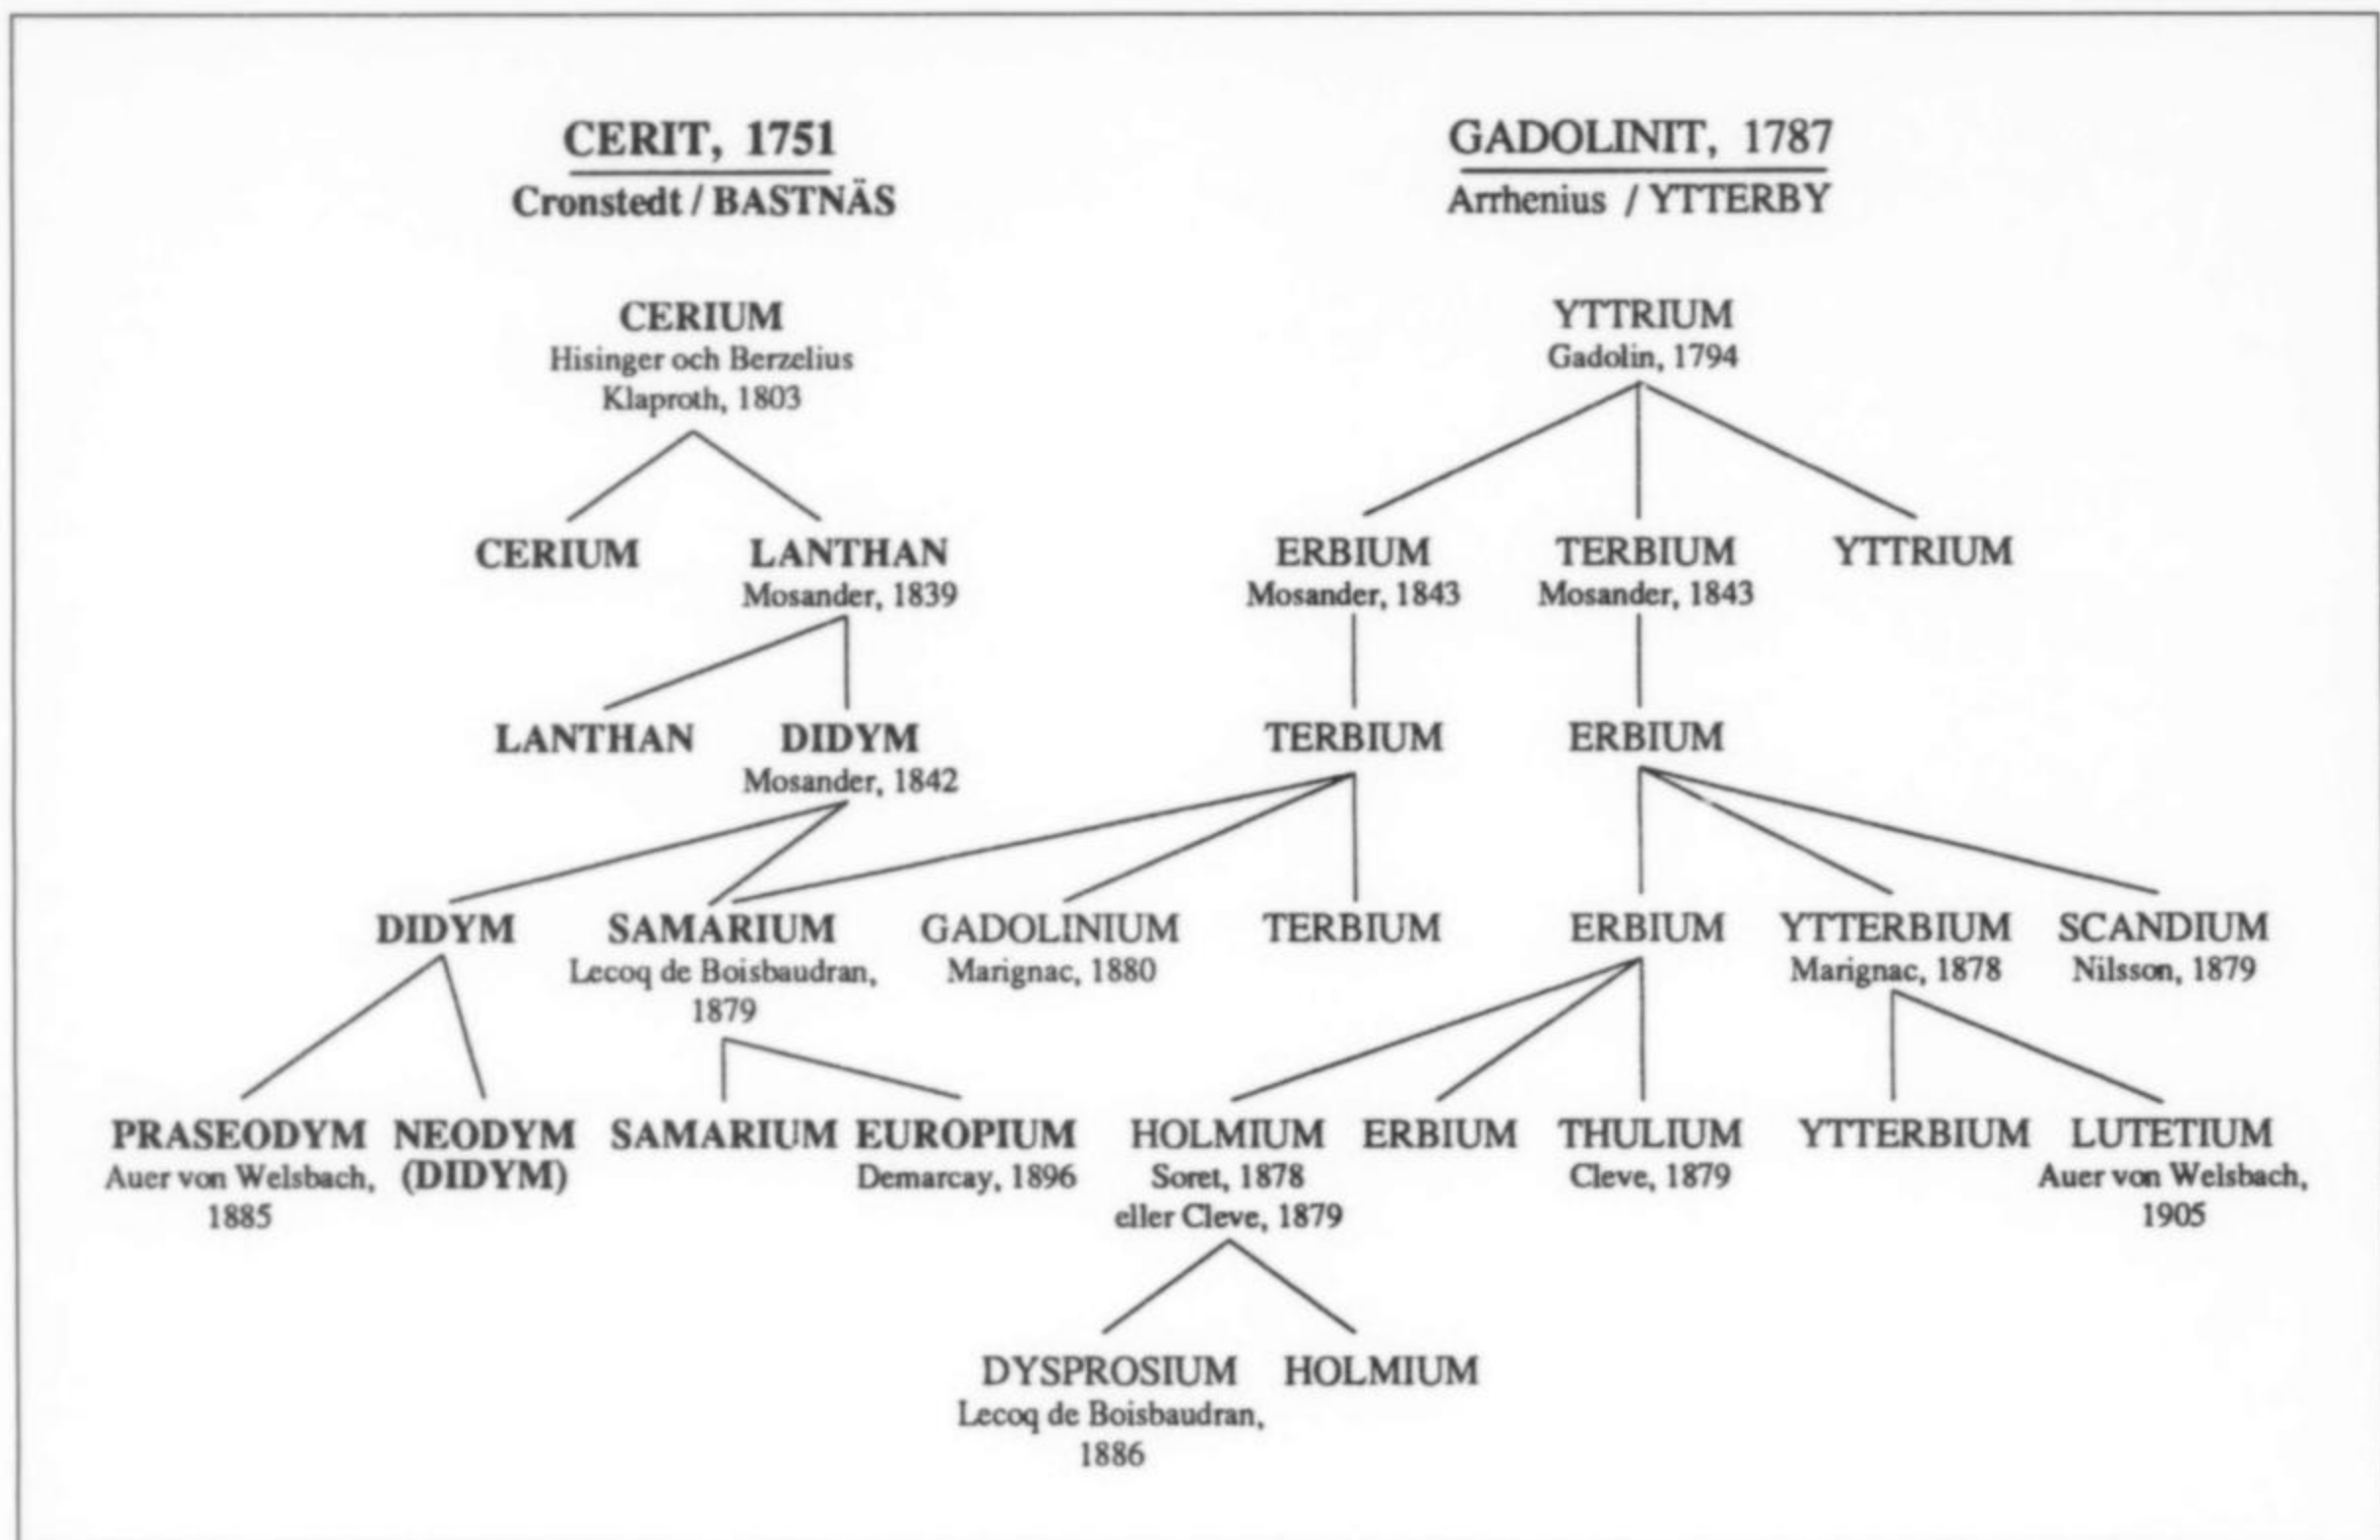 CERIT, 1751
Cronstedt / BASTNÄS
GADOLINIT, 1787
Arrhenius / YTTERBY
CERIUM
Hisinger och Berzelius
Klaproth, 1803
YTTRIUM
Gadolin, 1794
CERIUM
LANTHAN
Mosander, 1839
ERBIUM
Mosander, 1843
TERBIUM
Mosander, 1843
YTTRIUM
LANTHAN
DIDYM
Mosander, 1842
TERBIUM
ERBIUM
DIDYM
SAMARIUM
Lecoq de Boisbaudran,
1879
GADOLINIUM
Marignac, 1880
TERBIUM
ERBIUM
YTTERBIUM
Marignac, 1878
SCANDIUM
Nilsson, 1879
PRASEODYM
Auer von Welsbach,
1885
NEODYM
(DIDYM)
SAMARIUM
EUROPIUM
Demarcay, 1896
HOLMIUM
Soret, 1878
eller Cleve, 1879
ERBIUM
THULIUM
Cleve, 1879
YTTERBIUM
LUTETIUM
Auer von Welsbach,
1905
DYSPROSIUM
Lecoq de Boisbaudran,
1886
HOLMIUM